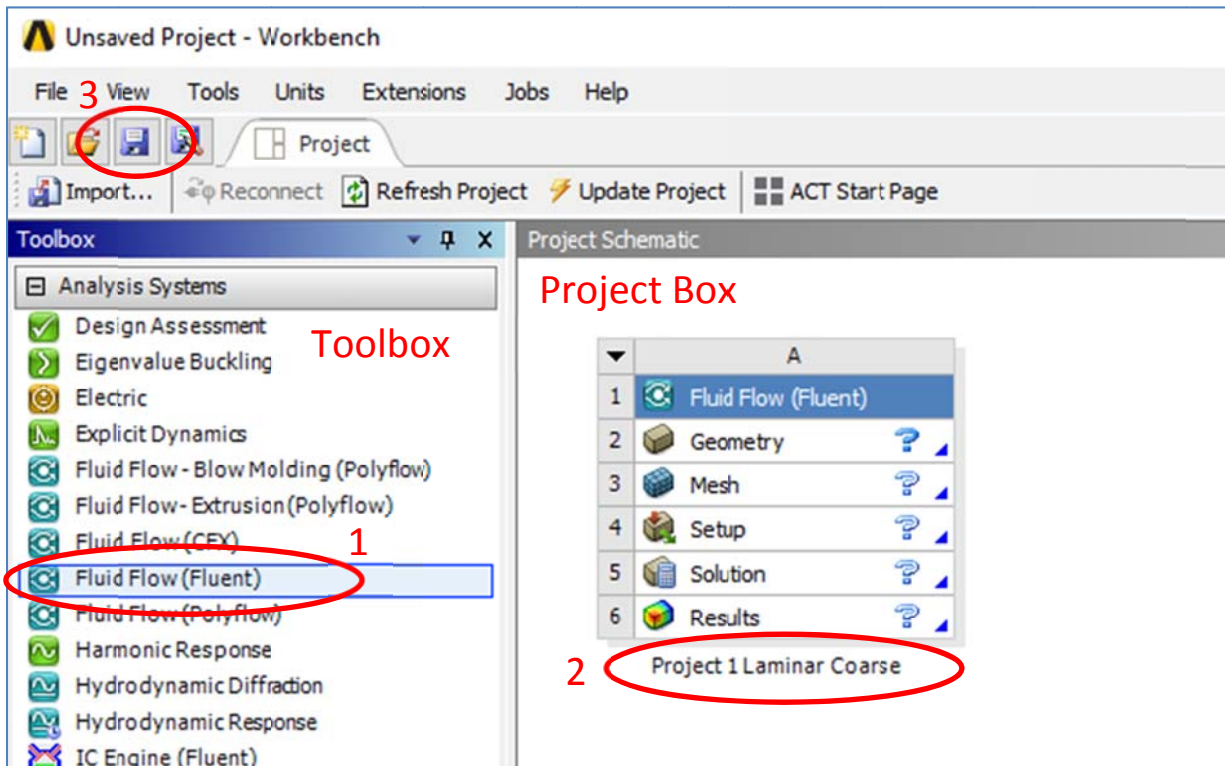 Unsaved Project - Workbench
File View Tools Units Extensions Jobs Help
3
Project
Import... Reconnect Refresh Project Update Project ACT Start Page
Toolbox
Project Schematic
Analysis Systems
Project Box
Design Assessment
Toolbox
Eigenvalue Buckling
A
Electric
1 Fluid Flow (Fluent)
Explicit Dynamics
2 Geometry ?
Fluid Flow - Blow Molding (Polyflow)
3 Mesh ?
Fluid Flow- Extrusion (Polyflow)
4 Setup ?
Fluid Flow (CFX)
1
Fluid Flow (Fluent)
5 Solution ?
Fluid Flow (Polyflow)
6 Results ?
Harmonic Response
2
Project 1 Laminar Coarse
Hydrodynamic Diffraction
Hydrodynamic Response
IC Engine (Fluent)